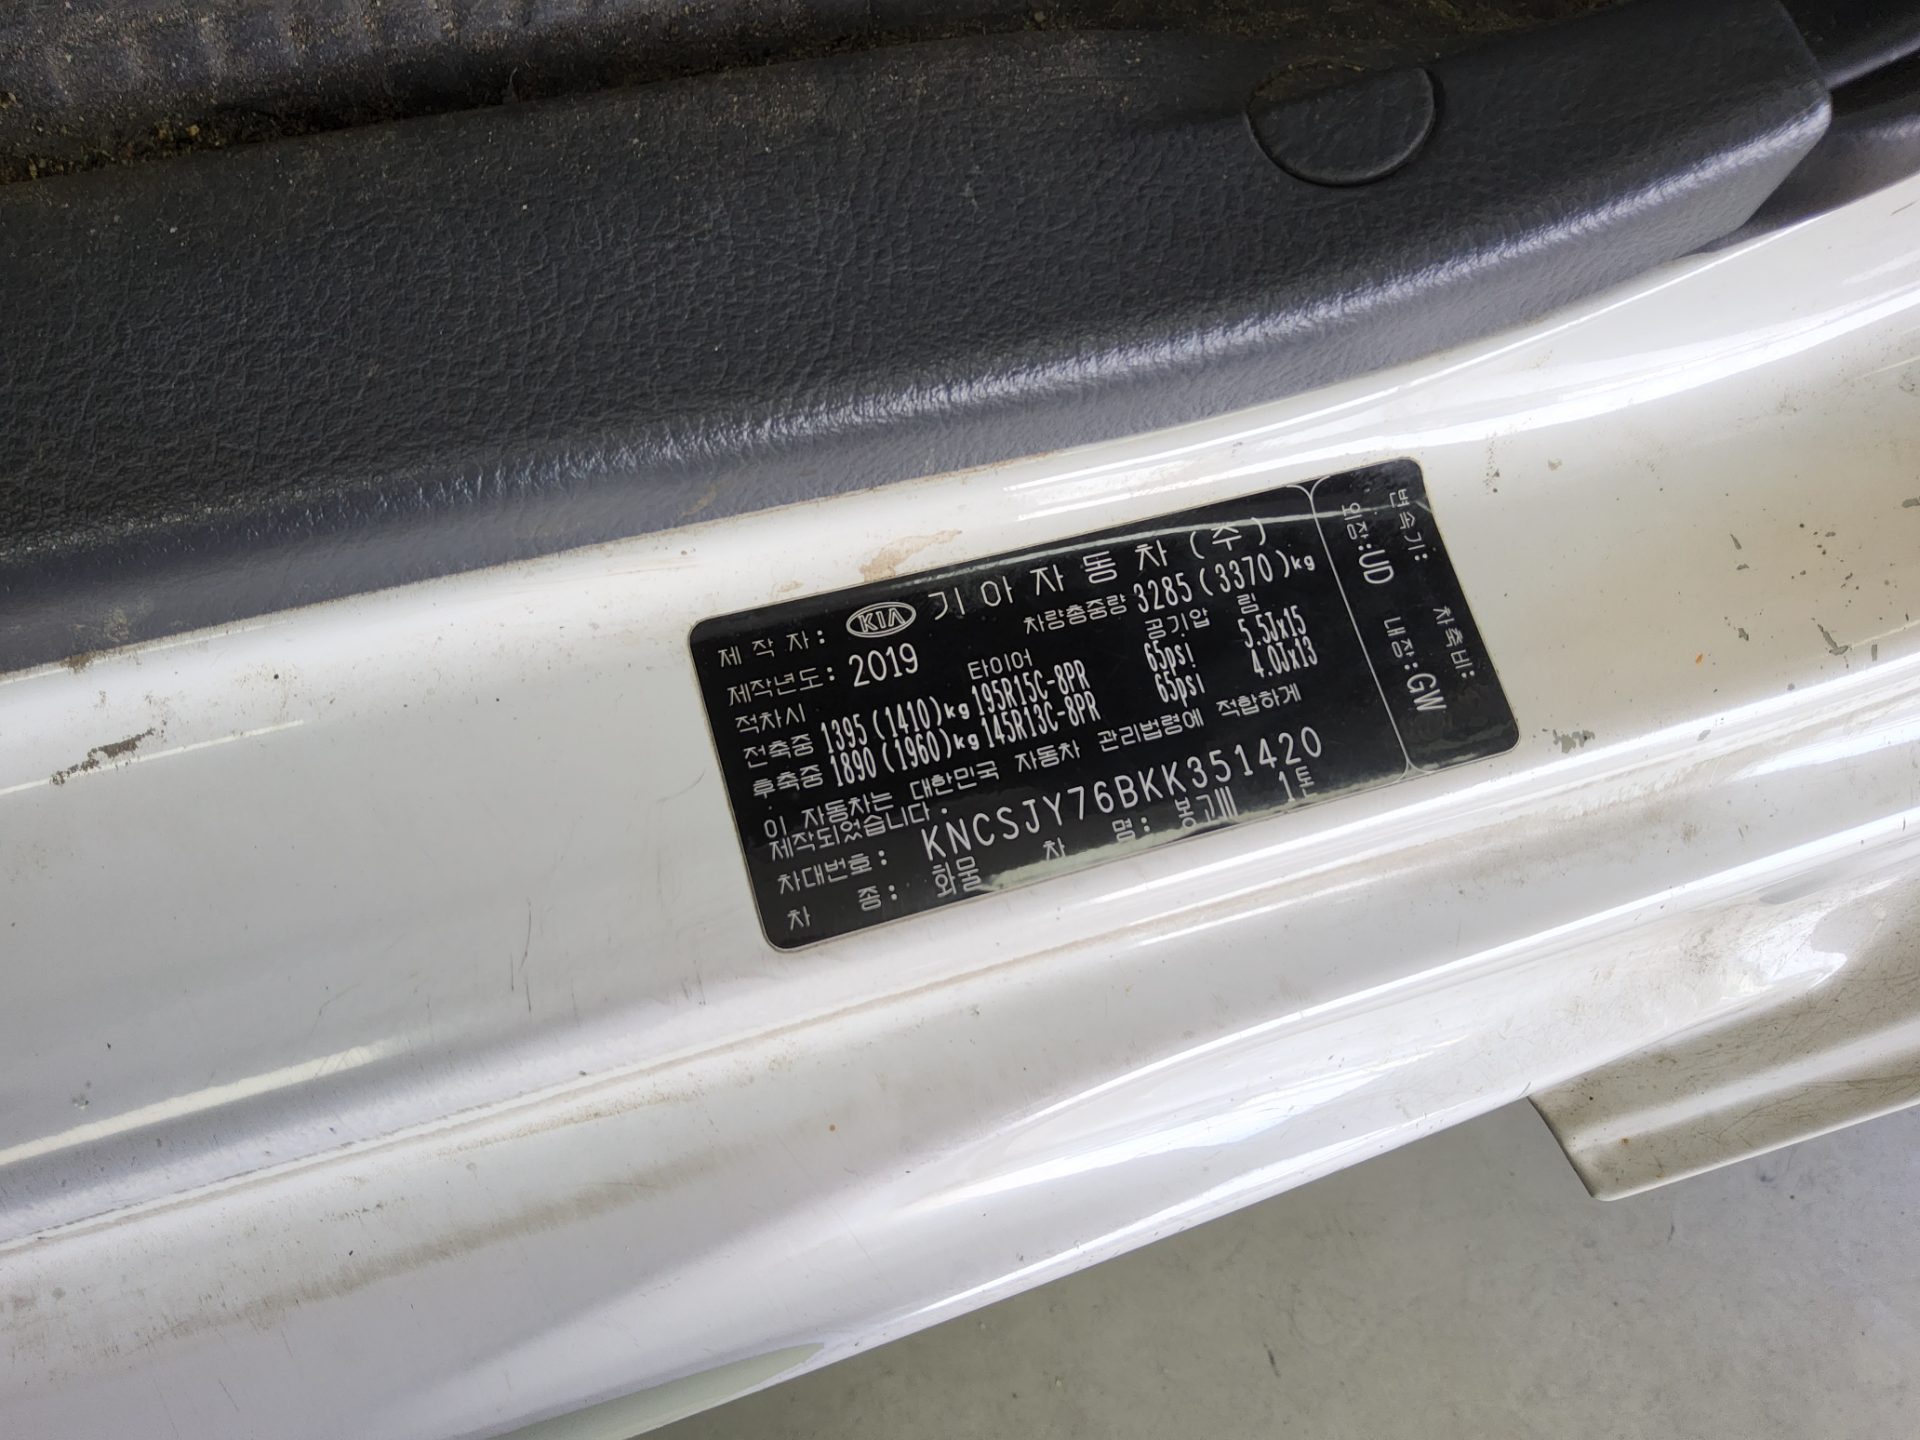 제작자: KIA 기아자동차(주)
제작년도: 2019 차량총중량 3285(3370)kg
적차시 타이어 공기압 림
전축중 1395(1410)kg 195R15C-8PR 65psi 5.5Jx15
후축중 1890(1960)kg 145R13C-8PR 65psi 4.0Jx13
이 자동차는 대한민국 자동차 관리법령에 적합하게
제작되었습니다.
차대번호: KNCSJY76BKK351420
차 종: 화물 차 명: 봉고III 1톤
변속기: 차축비:
외장:UD 내장:GW